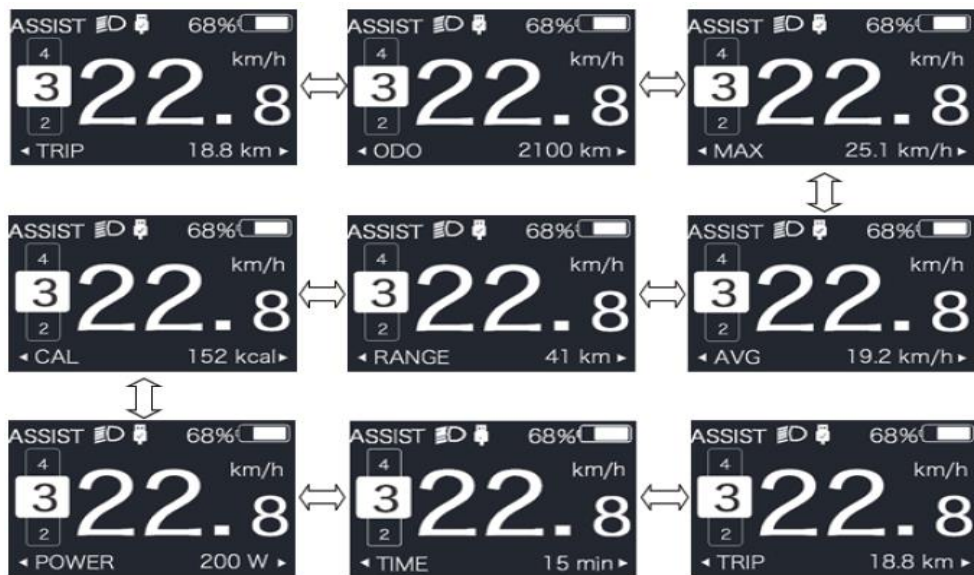 ASSIST 68%
4
km/h
3 22.8
2
TRIP 18.8 km
ASSIST 68%
4
km/h
3 22.8
2
ODO 2100 km
ASSIST 68%
4
km/h
3 22.8
2
MAX 25.1 km/h
ASSIST 68%
4
km/h
3 22.8
2
CAL 152 kcal
ASSIST 68%
4
km/h
3 22.8
2
RANGE 41 km
ASSIST 68%
4
km/h
3 22.8
2
AVG 19.2 km/h
ASSIST 68%
4
km/h
3 22.8
2
POWER 200 W
ASSIST 68%
4
km/h
3 22.8
2
TIME 15 min
ASSIST 68%
4
km/h
3 22.8
2
TRIP 18.8 km